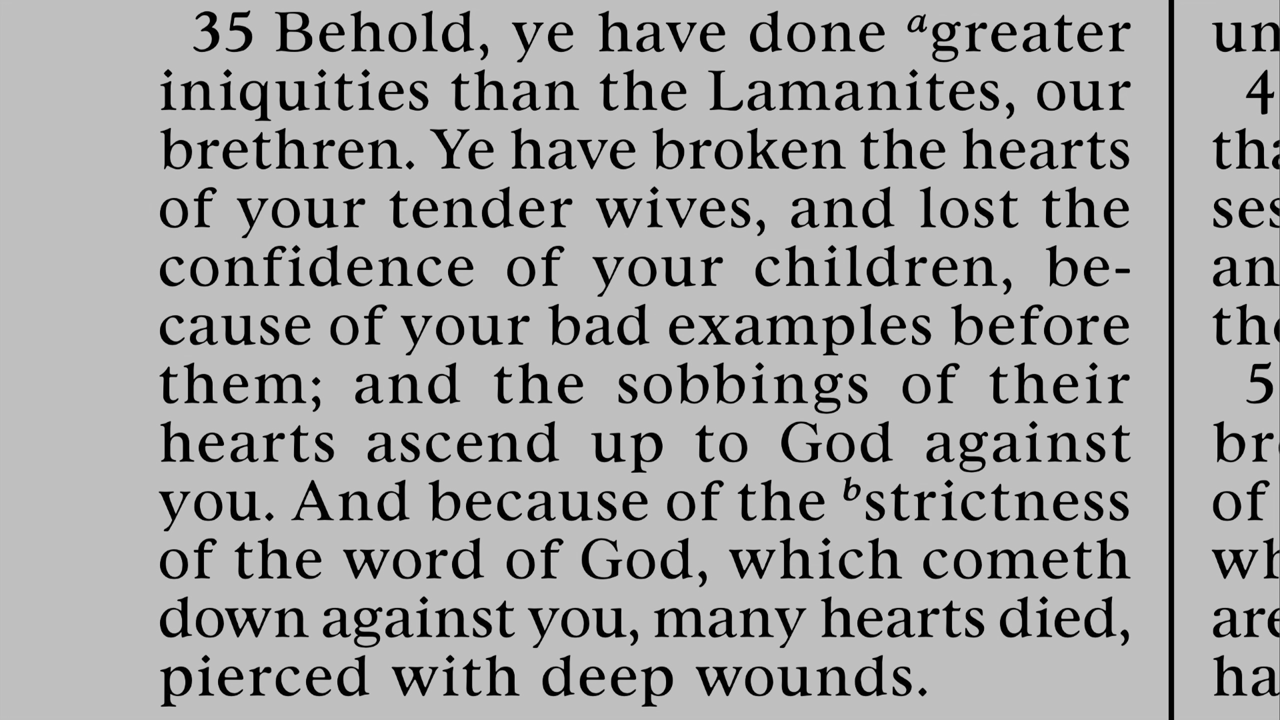 35 Behold, ye have done ᵃgreater
iniquities than the Lamanites, our
brethren. Ye have broken the hearts
of your tender wives, and lost the
confidence of your children, be-
cause of your bad examples before
them; and the sobbings of their
hearts ascend up to God against
you. And because of the ᵇstrictness
of the word of God, which cometh
down against you, many hearts died,
pierced with deep wounds.
4
5
of